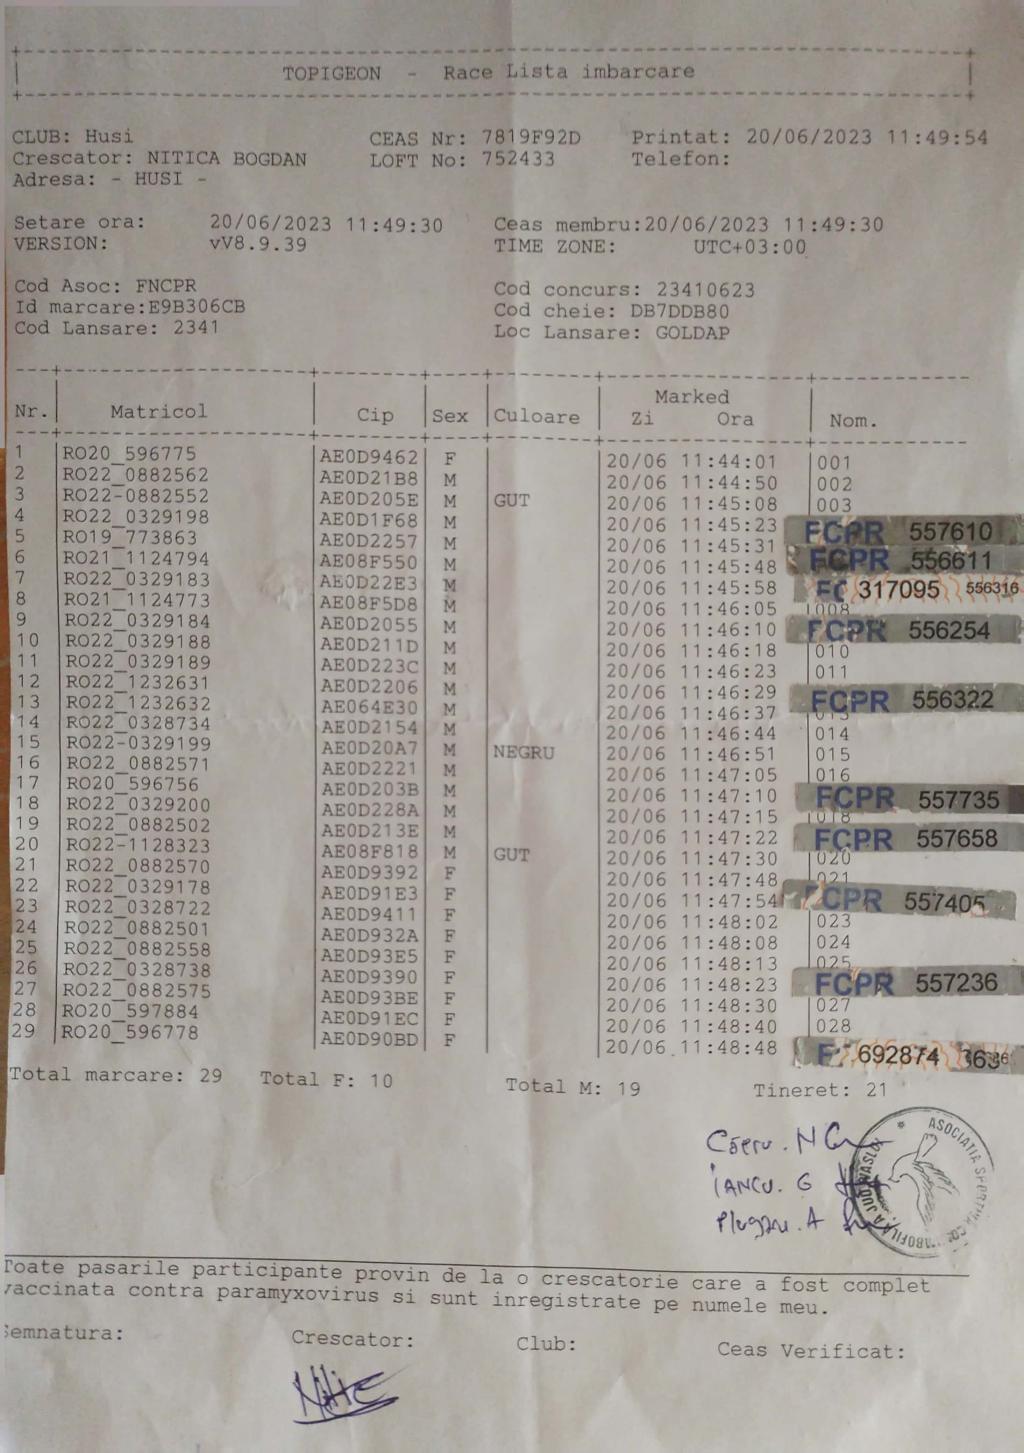 TOPIGEON - Race Lista imbarcare
CLUB: Husi CEAS Nr: 7819F92D Printat: 20/06/2023 11:49:54
Crescator: NITICA BOGDAN LOFT No: 752433 Telefon:
Adresa: - HUSI -
Setare ora: 20/06/2023 11:49:30 Ceas membru:20/06/2023 11:49:30
VERSION: vV8.9.39 TIME ZONE: UTC+03:00
Cod Asoc: FNCPR Cod concurs: 23410623
Id marcare:E9B306CB Cod cheie: DB7DDB80
Cod Lansare: 2341 Loc Lansare: GOLDAP
Marked
Nr. Matricol Cip Sex Culoare Zi Ora Nom.
1 RO20_596775 AE0D9462 F 20/06 11:44:01 001
2 RO22_0882562 AE0D21B8 M 20/06 11:44:50 002
3 RO22-0882552 AE0D205E M GUT 20/06 11:45:08 003
4 RO22_0329198 AE0D1F68 M 20/06 11:45:23 FCPR 557610
5 RO19_773863 AE0D2257 M 20/06 11:45:31 FCPR 556611
6 RO21_1124794 AE08F550 M 20/06 11:45:48
7 RO22_0329183 AE0D22E3 M 20/06 11:45:58 317095 556316
8 RO21_1124773 AE08F5D8 M 20/06 11:46:05 008
9 RO22_0329184 AE0D2055 M 20/06 11:46:10 FCPR 556254
10 RO22_0329188 AE0D211D M 20/06 11:46:18 010
11 RO22_0329189 AE0D223C M 20/06 11:46:23 011
12 RO22_1232631 AE0D2206 M 20/06 11:46:29 FCPR 556322
13 RO22_1232632 AE064E30 M 20/06 11:46:37 013
14 RO22_0328734 AE0D2154 M 20/06 11:46:44 014
15 RO22-0329199 AE0D20A7 M NEGRU 20/06 11:46:51 015
16 RO22_0882571 AE0D2221 M 20/06 11:47:05 016
17 RO20_596756 AE0D203B M 20/06 11:47:10 FCPR 557735
18 RO22_0329200 AE0D228A M 20/06 11:47:15 018
19 RO22_0882502 AE0D213E M 20/06 11:47:22 FCPR 557658
20 RO22-1128323 AE08F818 M GUT 20/06 11:47:30 020
21 RO22_0882570 AE0D9392 F 20/06 11:47:48 021
22 RO22_0329178 AE0D91E3 F 20/06 11:47:54 FCPR 557405
23 RO22_0328722 AE0D9411 F 20/06 11:48:02 023
24 RO22_0882501 AE0D932A F 20/06 11:48:08 024
25 RO22_0882558 AE0D93E5 F 20/06 11:48:13 025
26 RO22_0328738 AE0D9390 F 20/06 11:48:23 FCPR 557236
27 RO22_0882575 AE0D93BE F 20/06 11:48:30 027
28 RO20_597884 AE0D91EC F 20/06 11:48:40 028
29 RO20_596778 AE0D90BD F 20/06 11:48:48 692874
Total marcare: 29 Total F: 10 Total M: 19 Tineret: 21
IANCU. G
ASOCIATIA
Toate pasarile participante provin de la o crescatorie care a fost complet
vaccinata contra paramyxovirus si sunt inregistrate pe numele meu.
Semnatura: Crescator: Club: Ceas Verificat: